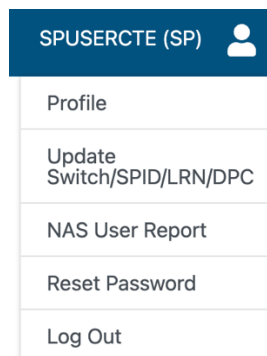 SPUSERCTE (SP)
Profile
Update
Switch/SPID/LRN/DPC
NAS User Report
Reset Password
Log Out